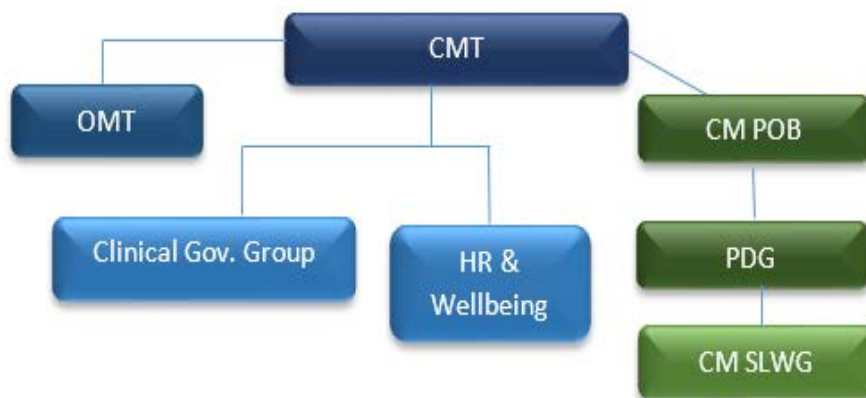 CMT
OMT
CM POB
Clinical Gov. Group
HR &
Wellbeing
PDG
CM SLWG